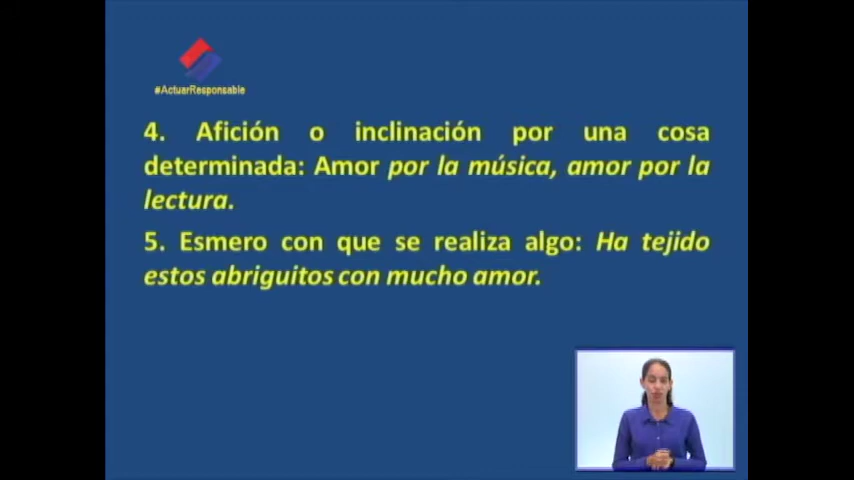 #ActuarResponsable
4. Afición o inclinación por una cosa
determinada: Amor por la música, amor por la
lectura.
5. Esmero con que se realiza algo: Ha tejido
estos abriguitos con mucho amor.